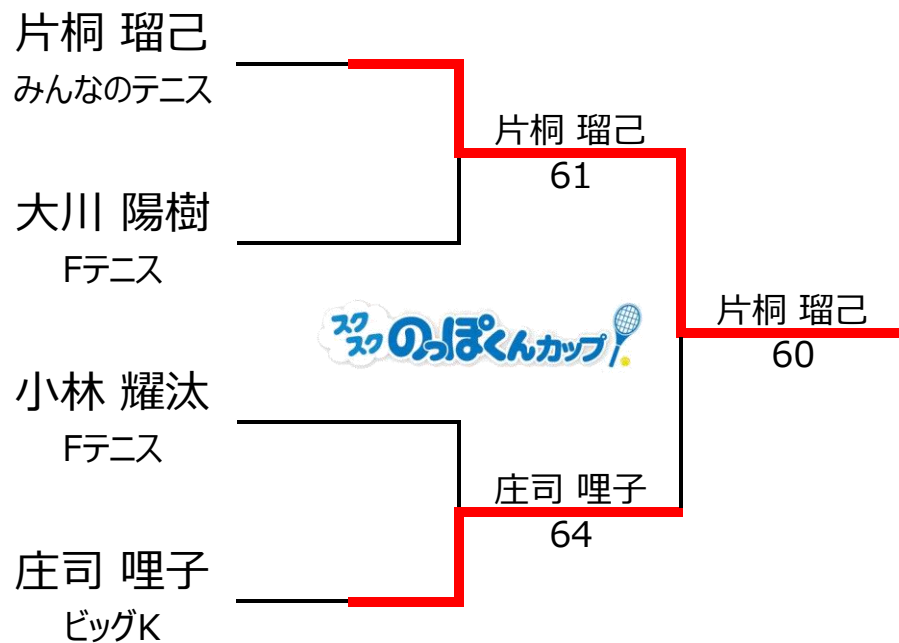 片桐 瑠己
みんなのテニス
片桐 瑠己
61
大川 陽樹
Fテニス
スクスクのっぽくんカップ
片桐 瑠己
60
小林 耀汰
Fテニス
庄司 哩子
64
庄司 哩子
ビッグK